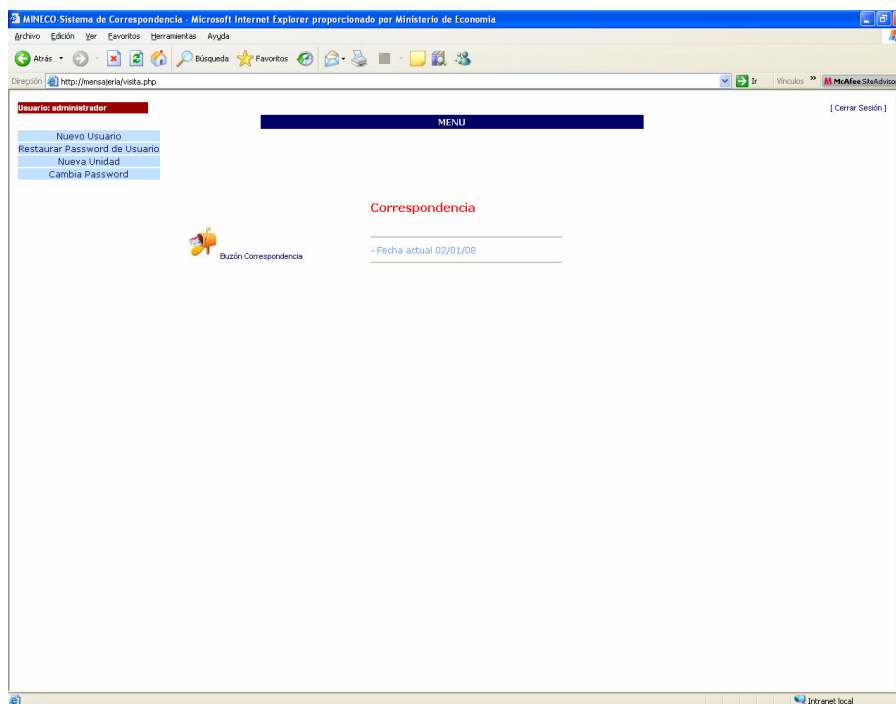 MINECO-Sistema de Correspondencia - Microsoft Internet Explorer proporcionado por Ministerio de Economia
Archivo Edición Ver Favoritos Herramientas Ayuda
Atrás Búsqueda Favoritos
Dirección http://mensajeria/visita.php Ir Vínculos » McAfee SiteAdvisor
Usuario: administrador
[ Cerrar Sesión ]
MENU
Nuevo Usuario
Restaurar Password de Usuario
Nueva Unidad
Cambia Password
Correspondencia
Buzón Correspondencia
- Fecha actual 02/01/08
Intranet local